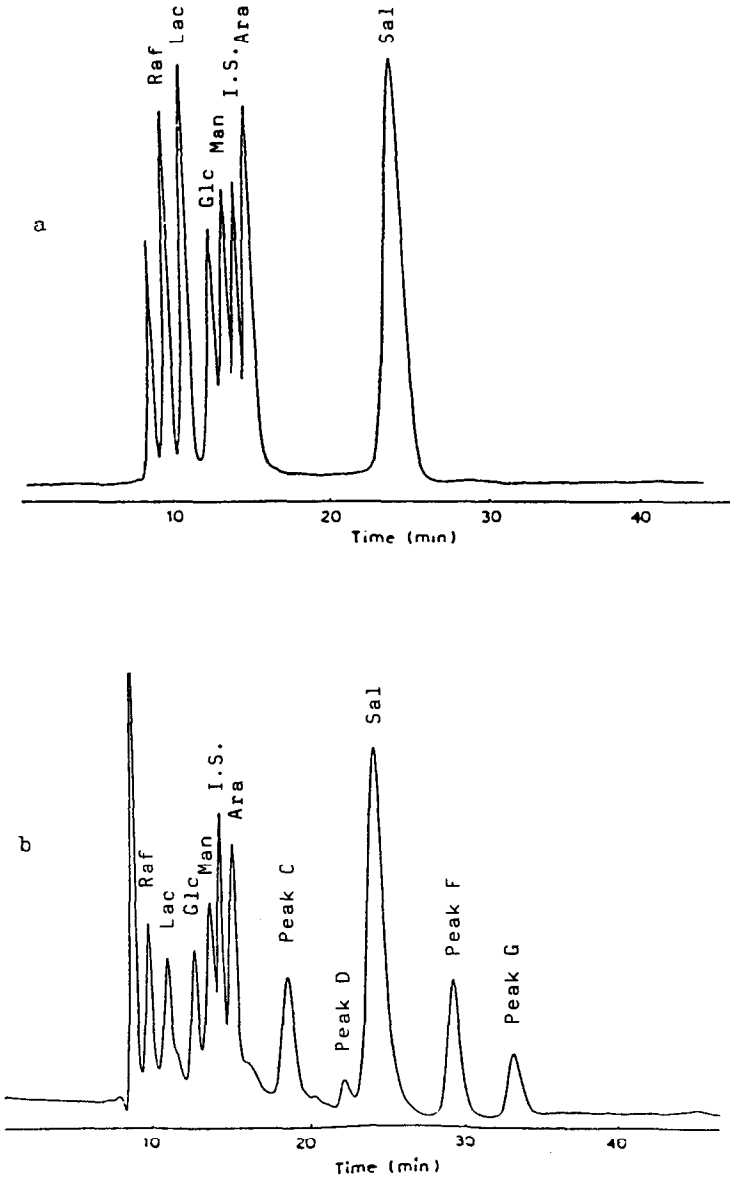 Raf
Lac
Glc
Man
I.S.
Ara
Sal
a
10 20 30 40
Time (min)
Raf
Lac
Glc
Man
I.S.
Ara
Peak C
Peak D
Sal
Peak F
Peak G
b
10 20 30 40
Time (min)